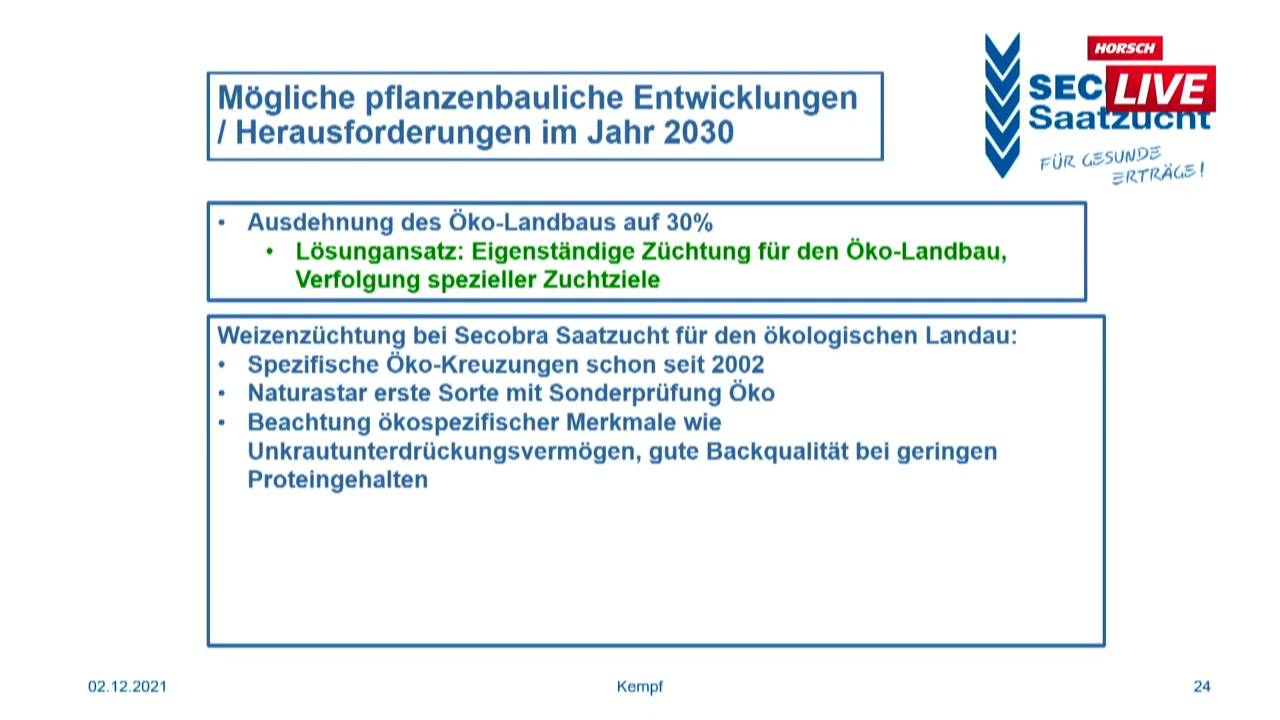 HORSCH
LIVE
SEC
Saatzucht
FÜR GESUNDE
ERTRÄGE!
Mögliche pflanzenbauliche Entwicklungen
/ Herausforderungen im Jahr 2030
• Ausdehnung des Öko-Landbaus auf 30%
• Lösungansatz: Eigenständige Züchtung für den Öko-Landbau,
Verfolgung spezieller Zuchtziele
Weizenzüchtung bei Secobra Saatzucht für den ökologischen Landau:
• Spezifische Öko-Kreuzungen schon seit 2002
• Naturastar erste Sorte mit Sonderprüfung Öko
• Beachtung ökospezifischer Merkmale wie
Unkrautunterdrückungsvermögen, gute Backqualität bei geringen
Proteingehalten
02.12.2021
Kempf
24